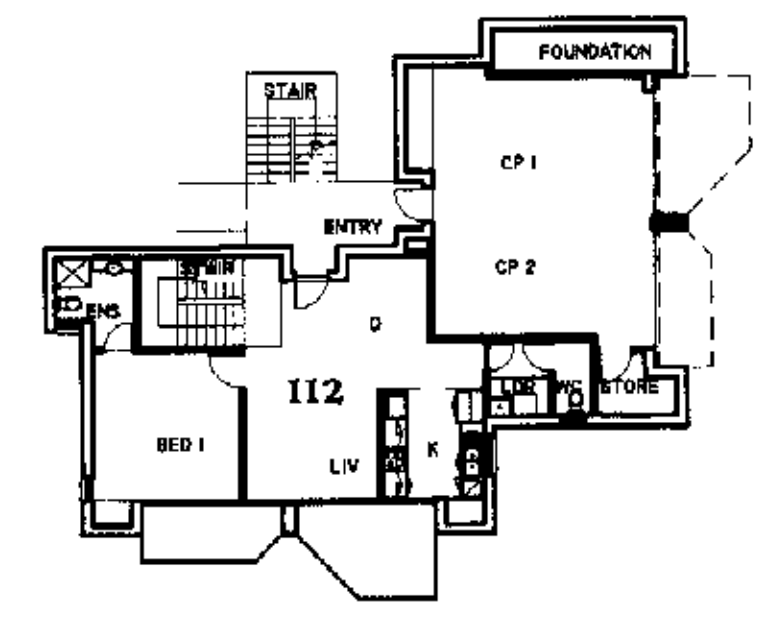 FOUNDATION
STAIR
CP 1
ENTRY
CP 2
STAIR
ENS
D
112
LDR
WC
STORE
BED 1
LIV
K